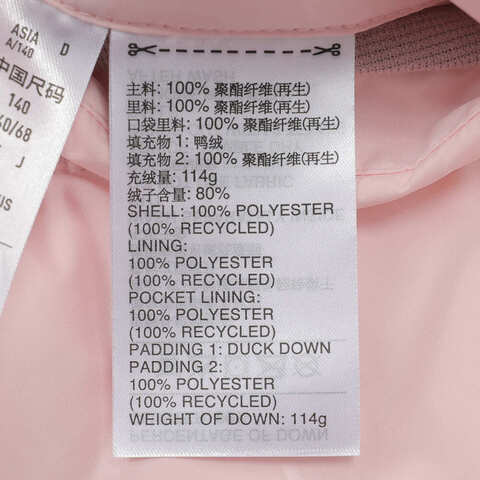 ASIA
A/140 D
中国尺码
140
J
主料: 100% 聚酯纤维(再生)
里料: 100% 聚酯纤维(再生)
口袋里料: 100% 聚酯纤维(再生)
填充物 1: 鸭绒
填充物 2: 100% 聚酯纤维(再生)
充绒量: 114g
绒子含量: 80%
SHELL: 100% POLYESTER
(100% RECYCLED)
LINING:
100% POLYESTER
(100% RECYCLED)
POCKET LINING:
100% POLYESTER
(100% RECYCLED)
PADDING 1: DUCK DOWN
PADDING 2:
100% POLYESTER
(100% RECYCLED)
WEIGHT OF DOWN: 114g
PERCENTAGE OF DOWN